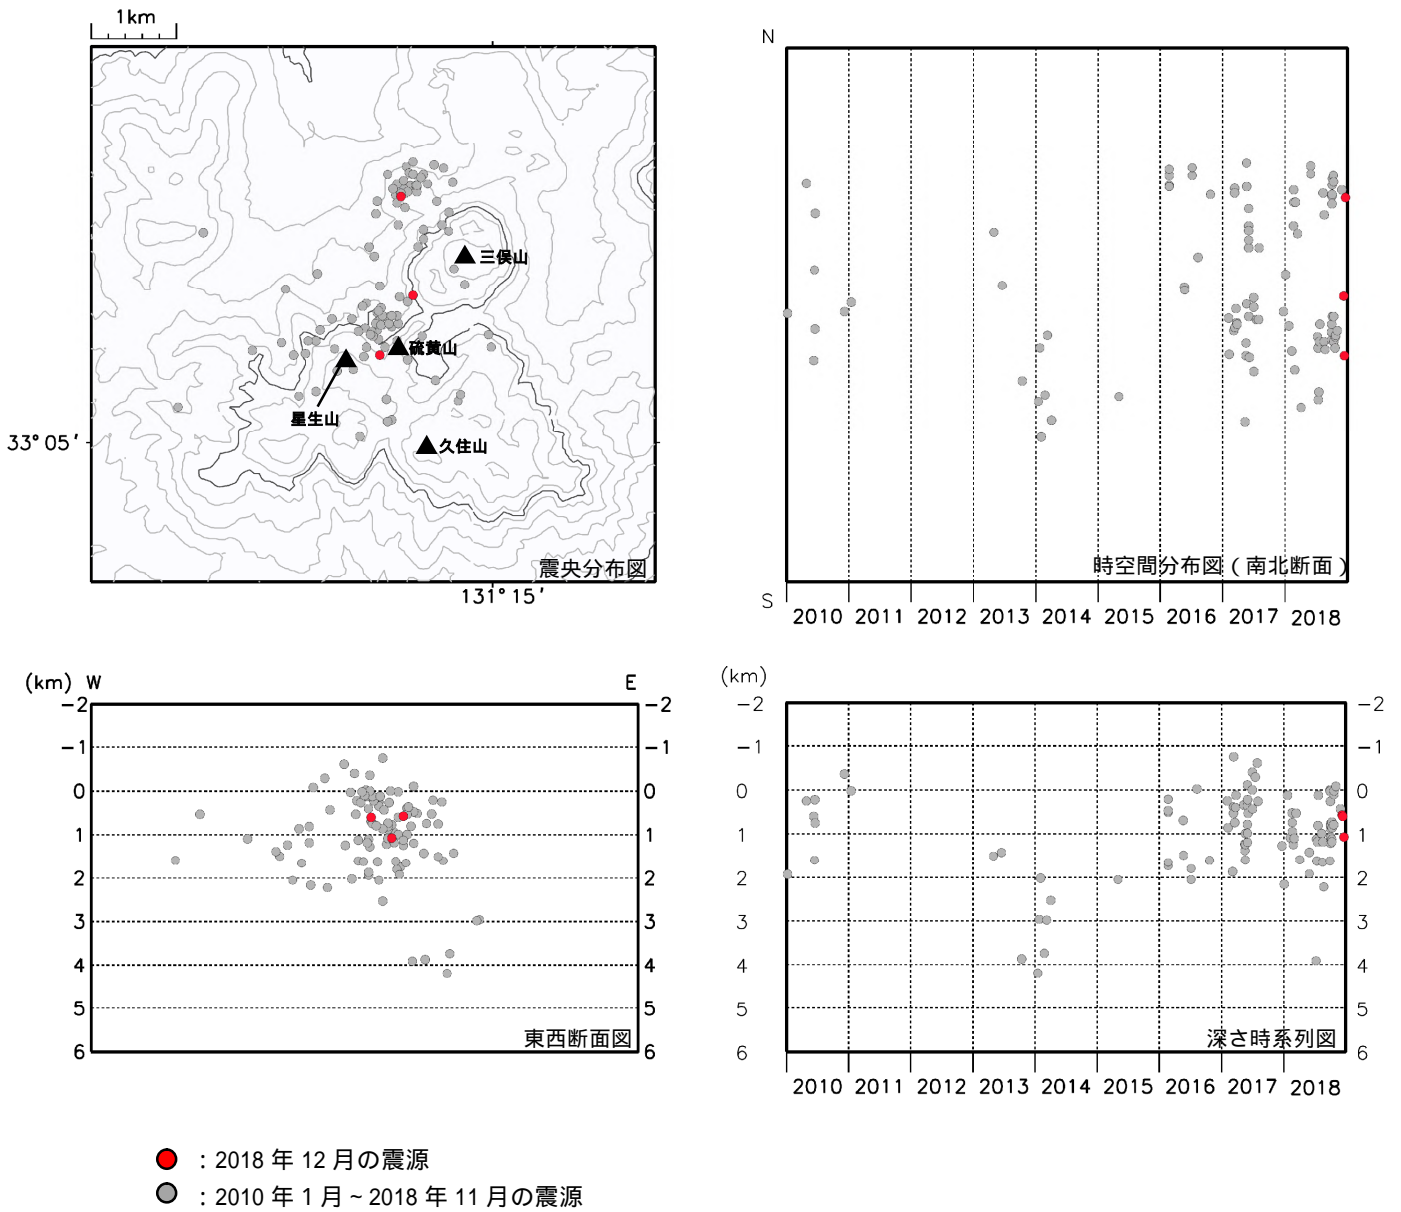 1km
三俣山
硫黄山
星生山
久住山
33°05′
震央分布図
131°15′
N
時空間分布図(南北断面)
S
2010 2011 2012 2013 2014 2015 2016 2017 2018
(km) W E
-2 -2
-1 -1
0 0
1 1
2 2
3 3
4 4
5 5
東西断面図
6 6
(km)
-2 -2
-1 -1
0 0
1 1
2 2
3 3
4 4
5 5
深さ時系列図
6 6
2010 2011 2012 2013 2014 2015 2016 2017 2018
:2018 年 12 月の震源
:2010 年 1 月~2018 年 11 月の震源